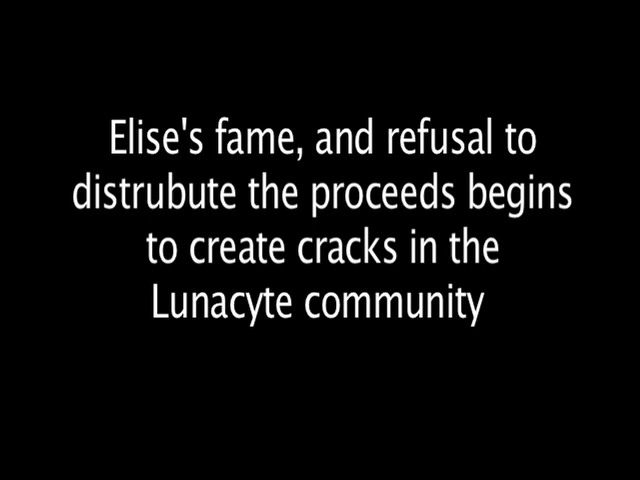 Elise's fame, and refusal to
distrubute the proceeds begins
to create cracks in the
Lunacyte community